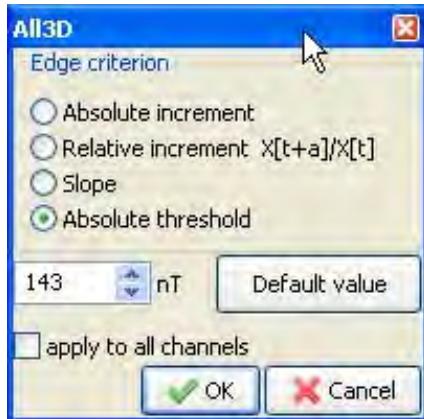 All3D
Edge criterion
Absolute increment
Relative increment X[t+a]/X[t]
Slope
Absolute threshold
143 nT Default value
apply to all channels
OK Cancel